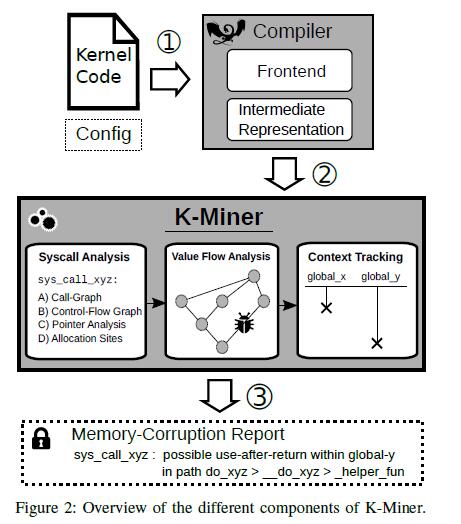 Kernel
Code
①
Config
Compiler
Frontend
Intermediate
Representation
②
K-Miner
Syscall Analysis
sys_call_xyz:
A) Call-Graph
B) Control-Flow Graph
C) Pointer Analysis
D) Allocation Sites
Value Flow Analysis
Context Tracking
global_x global_y
③
Memory-Corruption Report
sys_call_xyz : possible use-after-return within global-y
in path do_xyz > __do_xyz > _helper_fun
Figure 2: Overview of the different components of K-Miner.